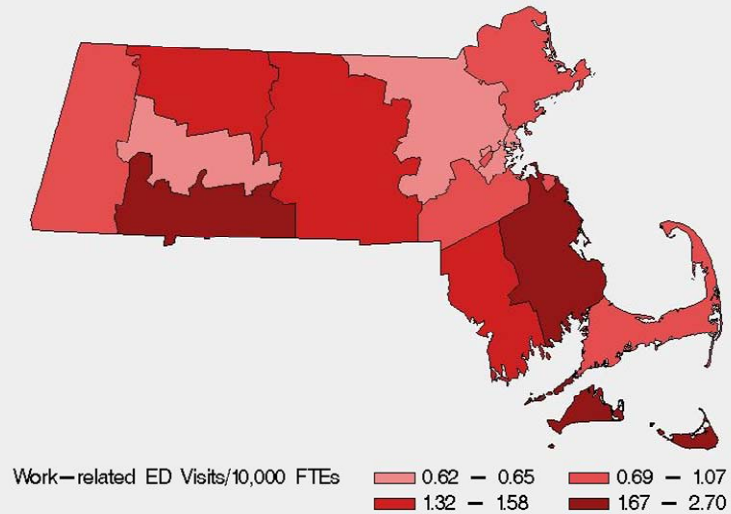 Work-related ED Visits/10,000 FTEs 0.62 - 0.65 0.69 - 1.07
1.32 - 1.58 1.67 - 2.70